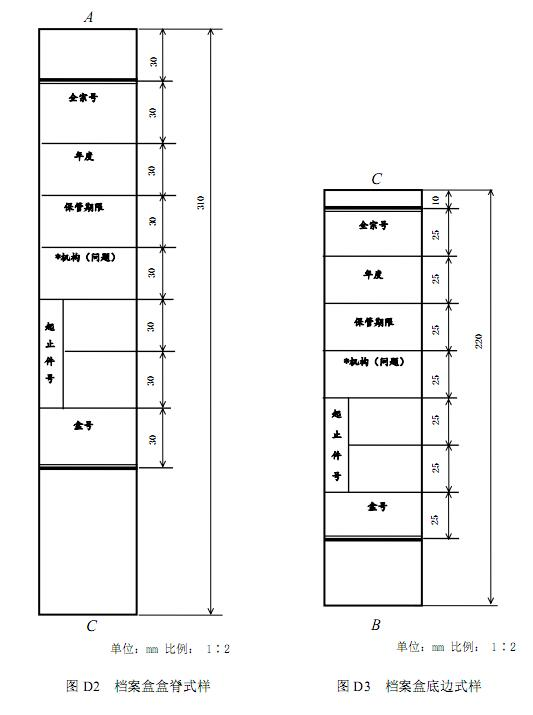 A
30
全宗号
30
年度
30
保管期限
30
*机构（问题）
30
起止件号
30
30
盒号
30
310
C
单位：mm 比例： 1：2
图 D2 档案盒盒脊式样
C
10
全宗号
25
年度
25
保管期限
25
*机构（问题）
25
起止件号
25
25
盒号
25
220
B
单位：mm 比例： 1：2
图 D3 档案盒底边式样